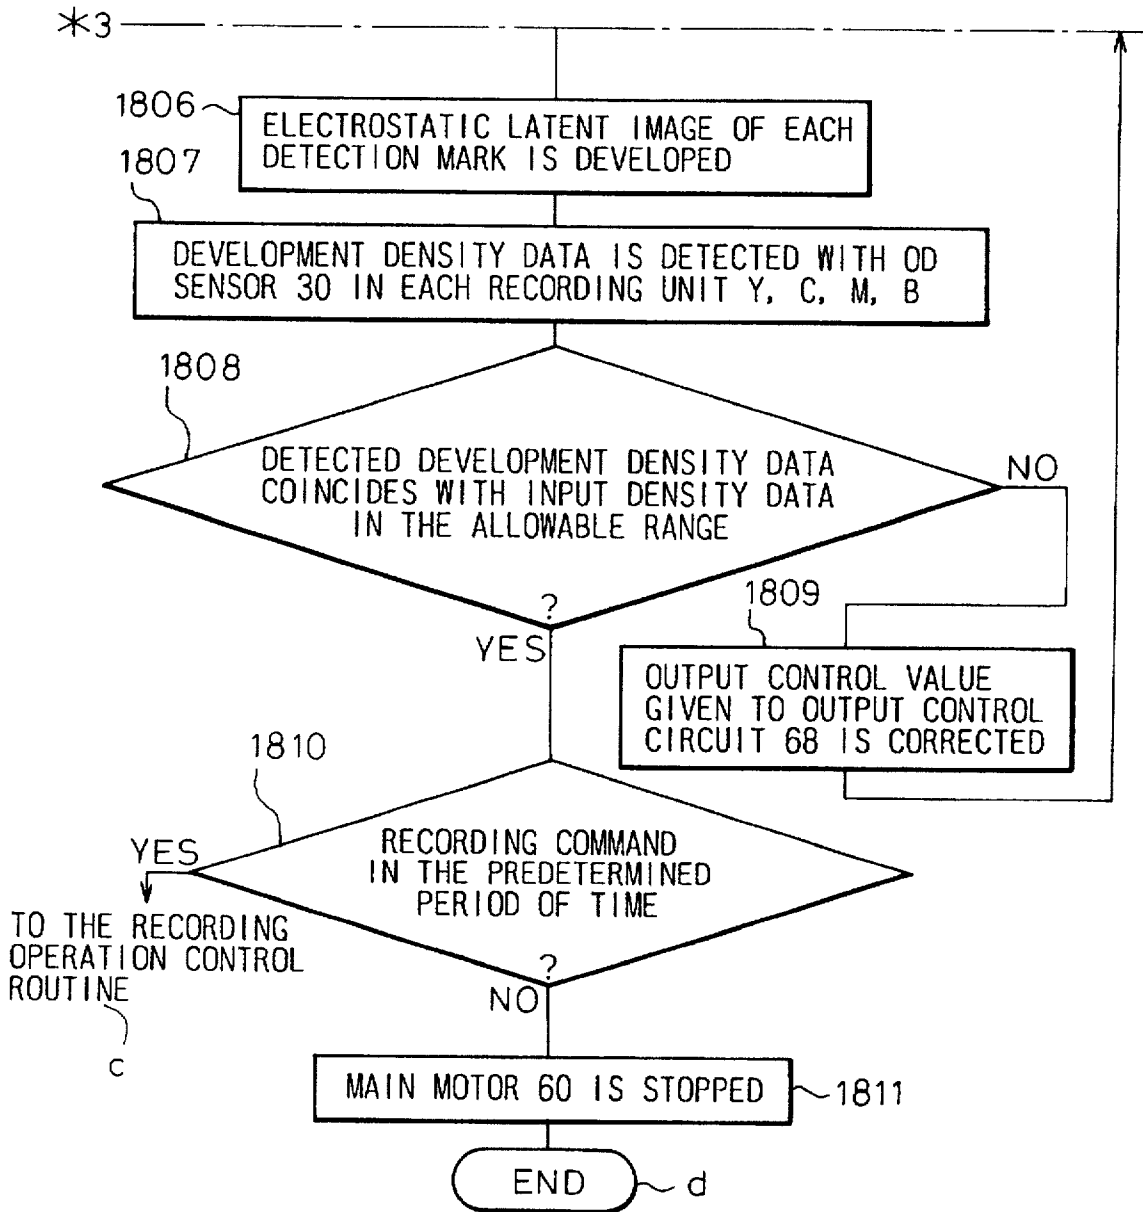 *3
1806
ELECTROSTATIC LATENT IMAGE OF EACH
DETECTION MARK IS DEVELOPED
1807
DEVELOPMENT DENSITY DATA IS DETECTED WITH OD
SENSOR 30 IN EACH RECORDING UNIT Y, C, M, B
1808
DETECTED DEVELOPMENT DENSITY DATA
COINCIDES WITH INPUT DENSITY DATA
IN THE ALLOWABLE RANGE
?
NO
YES
1809
OUTPUT CONTROL VALUE
GIVEN TO OUTPUT CONTROL
CIRCUIT 68 IS CORRECTED
1810
RECORDING COMMAND
IN THE PREDETERMINED
PERIOD OF TIME
?
YES
TO THE RECORDING
OPERATION CONTROL
ROUTINE
c
NO
MAIN MOTOR 60 IS STOPPED
1811
END
d